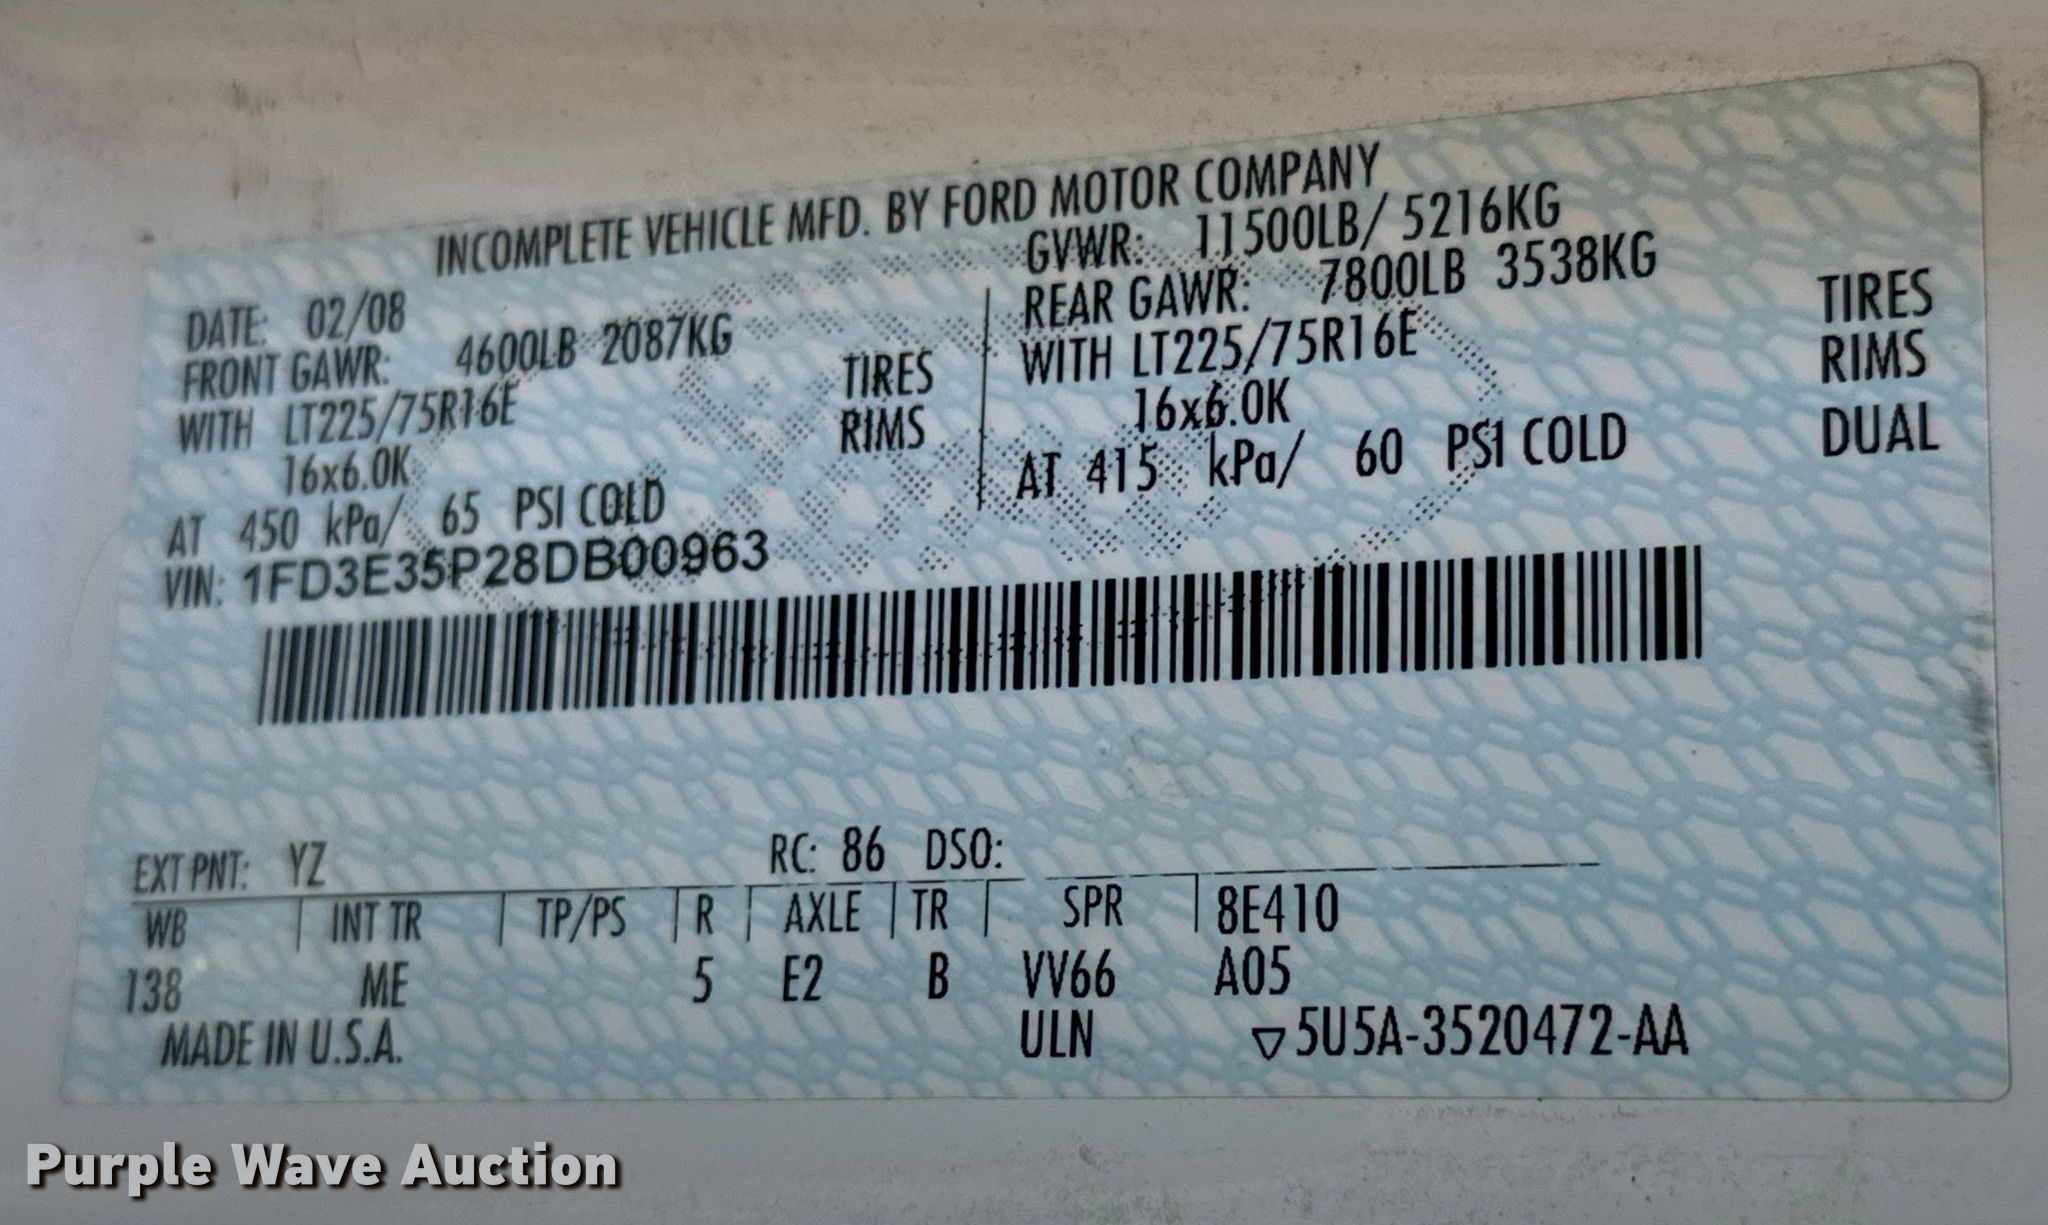 INCOMPLETE VEHICLE MFD. BY FORD MOTOR COMPANY
DATE: 02/08
GVWR: 11500LB/ 5216KG
FRONT GAWR: 4600LB 2087KG
REAR GAWR: 7800LB 3538KG
WITH LT225/75R16E TIRES
WITH LT225/75R16E TIRES
16x6.0K RIMS
16x6.0K RIMS
AT 450 kPa/ 65 PSI COLD
AT 415 kPa/ 60 PSI COLD DUAL
VIN: 1FD3E35P28DB00963
EXT PNT: YZ RC: 86 DSO:
WB INT TR TP/PS R AXLE TR SPR 8E410
138 ME 5 E2 B VV66 A05
MADE IN U.S.A. ULN ▽5U5A-3520472-AA
Purple Wave Auction